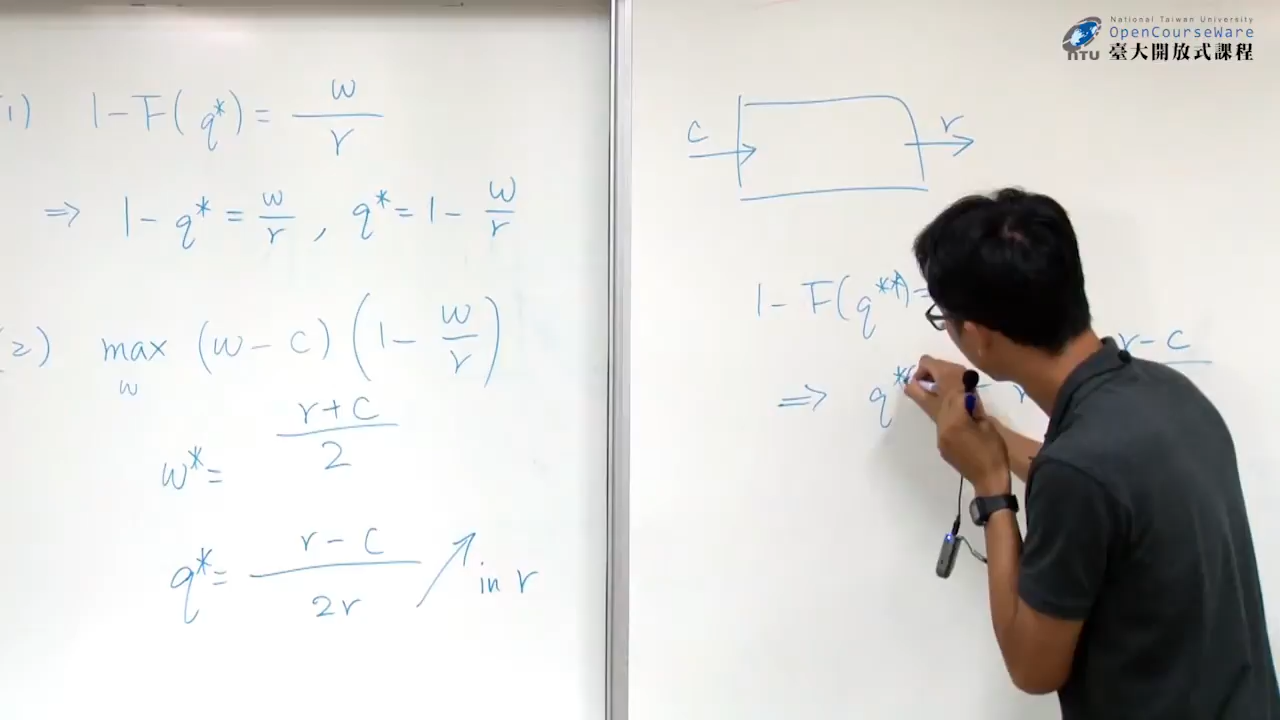 1) 1-F(q*) = w/r
⇒ 1-q* = w/r , q* = 1- w/r
2) max w (w-c)(1- w/r)
w* = r+c/2
q* = r-c/2r ↗ in r
National Taiwan University
OpenCourseWare
NTU 臺大開放式課程
c r
1-F(q**) =
⇒ q** r r-c